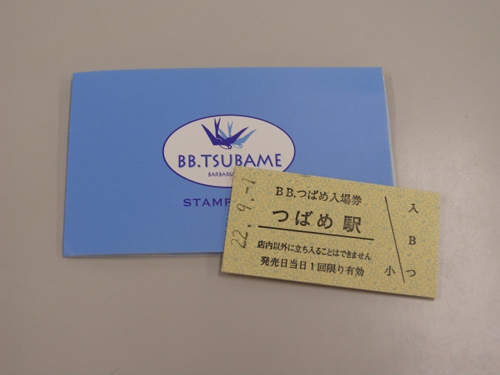 BB.TSUBAME
STAMP
22.-9.-7
BB.つばめ入場券
つばめ駅
店内以外に立ち入ることはできません
発売日当日1回限り有効
入
B
小 つ